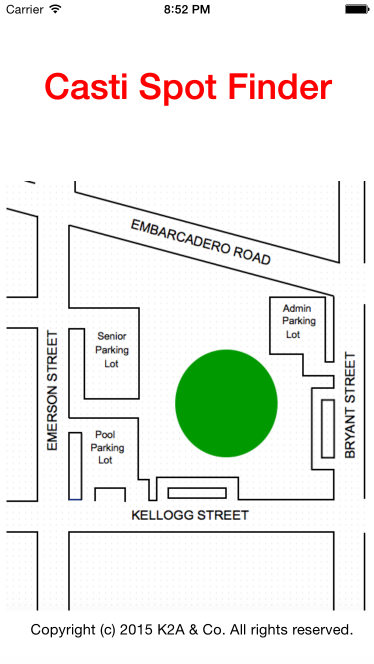 Carrier 8:52 PM
Casti Spot Finder
EMBARCADERO ROAD
Admin
Parking
Lot
Senior
Parking
Lot
EMERSON STREET
BRYANT STREET
Pool
Parking
Lot
KELLOGG STREET
Copyright (c) 2015 K2A & Co. All rights reserved.